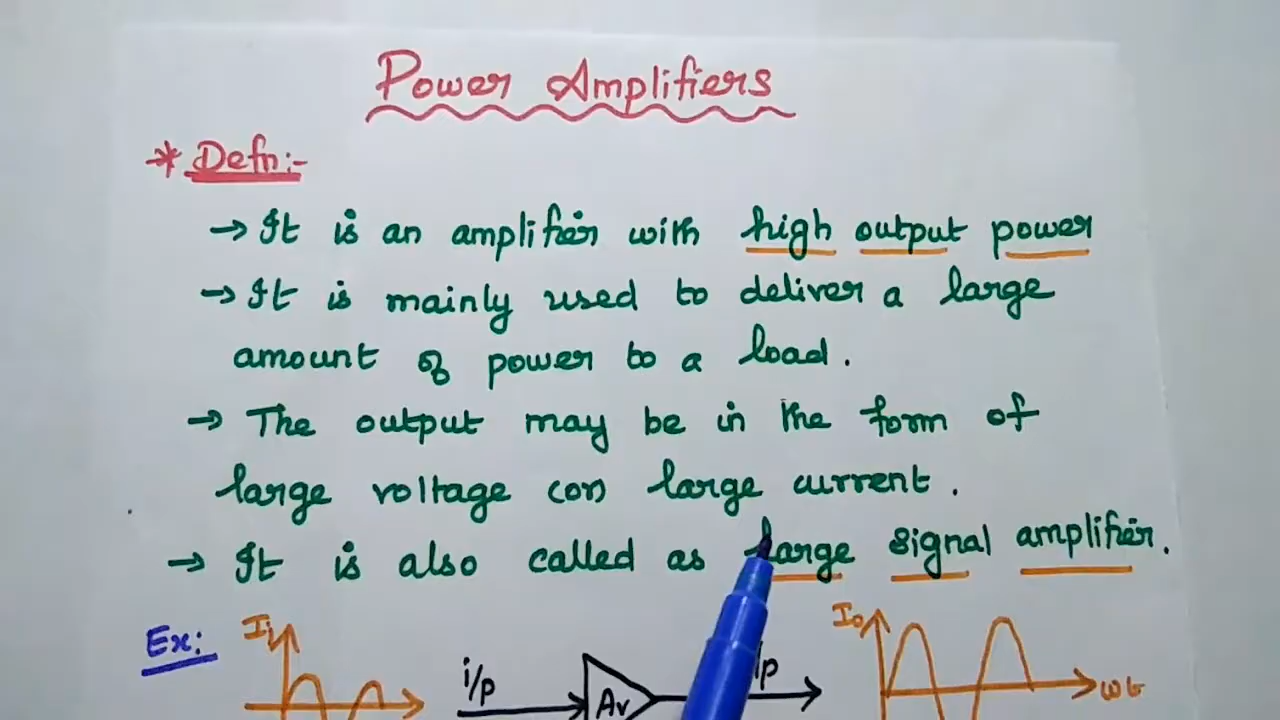 Power Amplifiers
* Defn:-
→ It is an amplifier with high output power
→ It is mainly used to deliver a large
amount of power to a load.
→ The output may be in the form of
large voltage (or) large current.
→ It is also called as large signal amplifier.
Ex:
Ii
i/p
Av
/p
Io
ωt